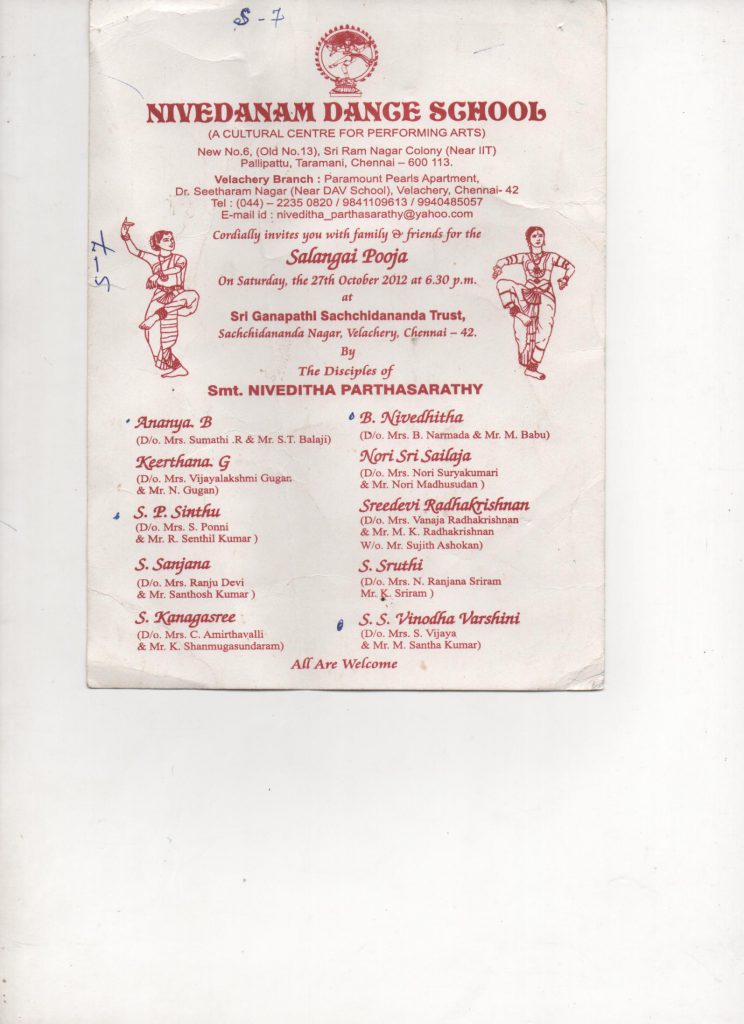 S - 7
NIVEDANAM DANCE SCHOOL
(A CULTURAL CENTRE FOR PERFORMING ARTS)
New No.6, (Old No.13), Sri Ram Nagar Colony (Near IIT)
Pallipattu, Taramani, Chennai – 600 113.
Velachery Branch : Paramount Pearls Apartment,
Dr. Seetharam Nagar (Near DAV School), Velachery, Chennai- 42
Tel : (044) – 2235 0820 / 9841109613 / 9940485057
E-mail id : niveditha_parthasarathy@yahoo.com
S-7
Cordially invites you with family & friends for the
Salangai Pooja
On Saturday, the 27th October 2012 at 6.30 p.m.
at
Sri Ganapathi Sachchidananda Trust,
Sachchidananda Nagar, Velachery, Chennai – 42.
By
The Disciples of
Smt. NIVEDITHA PARTHASARATHY
Ananya. B
(D/o. Mrs. Sumathi .R & Mr. S.T. Balaji)
Keerthana. G
(D/o. Mrs. Vijayalakshmi Gugan
& Mr. N. Gugan)
S. P. Sinthu
(D/o. Mrs. S. Ponni
& Mr. R. Senthil Kumar )
S. Sanjana
(D/o. Mrs. Ranju Devi
& Mr. Santhosh Kumar )
S. Kanagasree
(D/o. Mrs. C. Amirthavalli
& Mr. K. Shanmugasundaram)
B. Nivedhitha
(D/o. Mrs. B. Narmada & Mr. M. Babu)
Nori Sri Sailaja
(D/o. Mrs. Nori Suryakumari
& Mr. Nori Madhusudan )
Sreedevi Radhakrishnan
(D/o. Mrs. Vanaja Radhakrishnan
& Mr. M. K. Radhakrishnan
W/o. Mr. Sujith Ashokan)
S. Sruthi
(D/o. Mrs. N. Ranjana Sriram
Mr. K. Sriram )
S. S. Vinodha Varshini
(D/o. Mrs. S. Vijaya
& Mr. M. Santha Kumar)
All Are Welcome